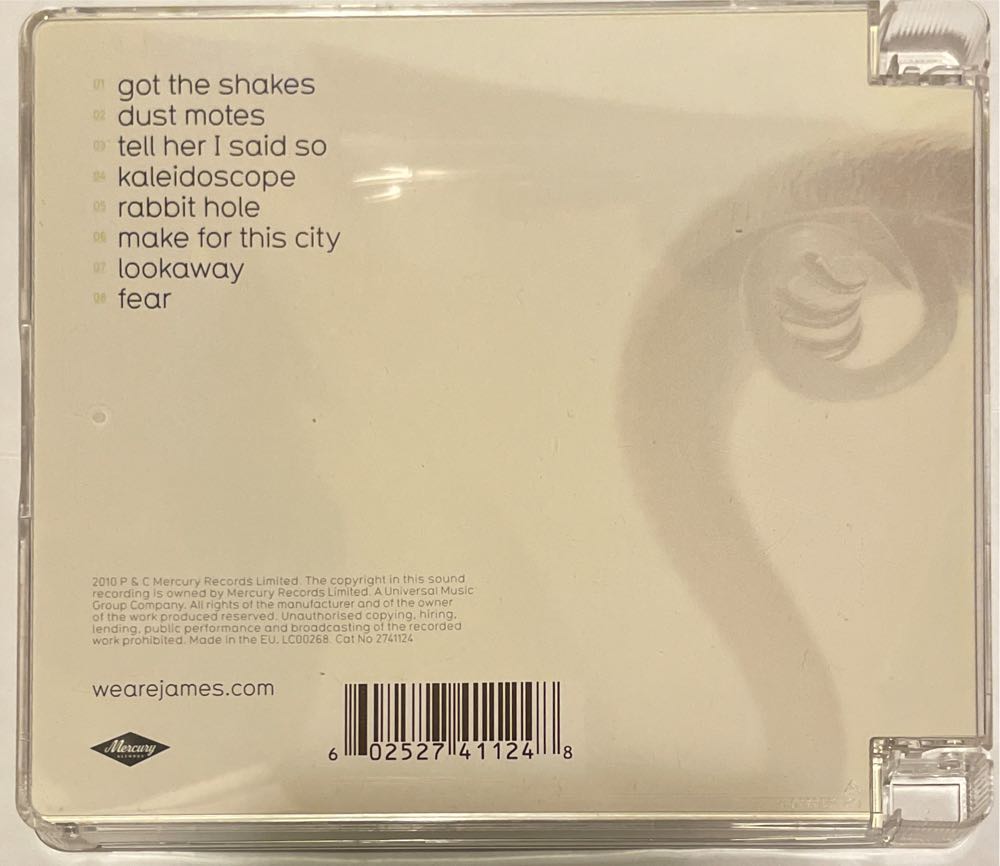 01 got the shakes
02 dust motes
03 tell her I said so
04 kaleidoscope
05 rabbit hole
06 make for this city
07 lookaway
08 fear
2010 P & C Mercury Records Limited. The copyright in this sound
recording is owned by Mercury Records Limited. A Universal Music
Group Company. All rights of the manufacturer and of the owner
of the work produced reserved. Unauthorised copying, hiring,
lending, public performance and broadcasting of the recorded
work prohibited. Made in the EU. LC00268. Cat No 2741124
wearejames.com
Mercury
RECORDS
6 02527 41124 8